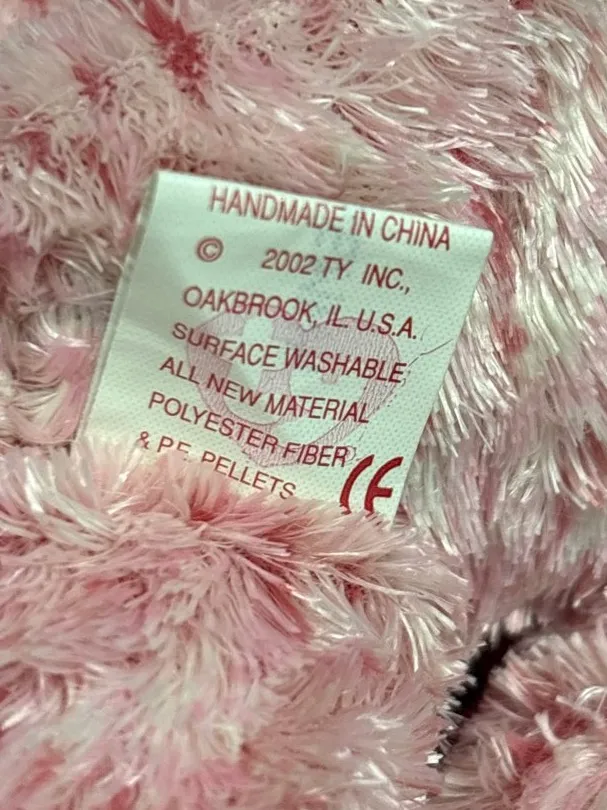 HANDMADE IN CHINA
© 2002 TY INC.,
OAKBROOK, IL. U.S.A.
SURFACE WASHABLE
ALL NEW MATERIAL
POLYESTER FIBER
& P.E. PELLETS
CE